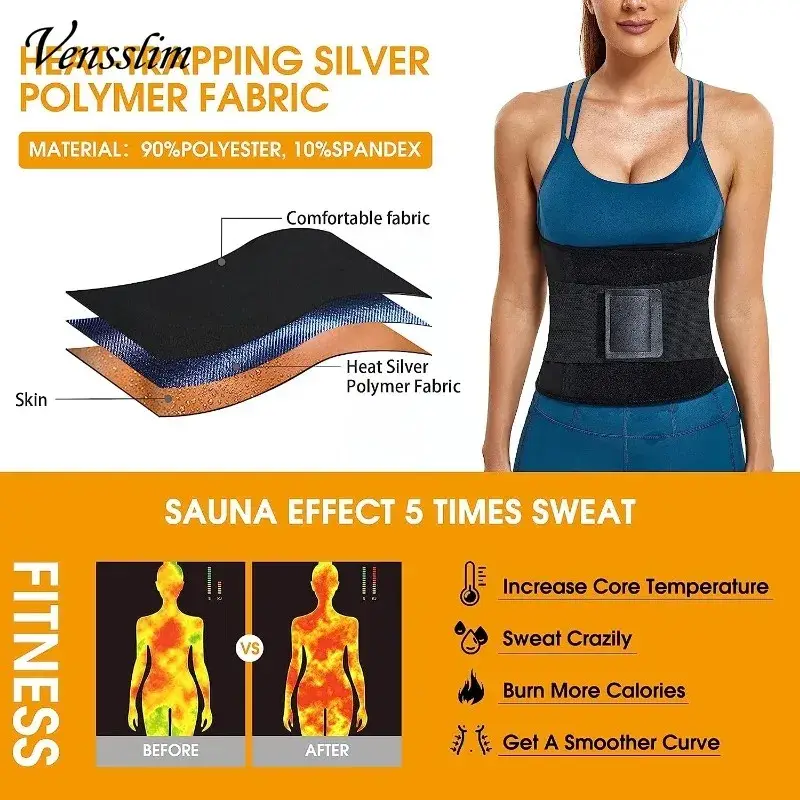 Vensslim
HEAT TRAPPING SILVER
POLYMER FABRIC
MATERIAL: 90%POLYESTER, 10%SPANDEX
Comfortable fabric
Heat Silver
Polymer Fabric
Skin
SAUNA EFFECT 5 TIMES SWEAT
FITNESS
VS
BEFORE
AFTER
Increase Core Temperature
Sweat Crazily
Burn More Calories
Get A Smoother Curve